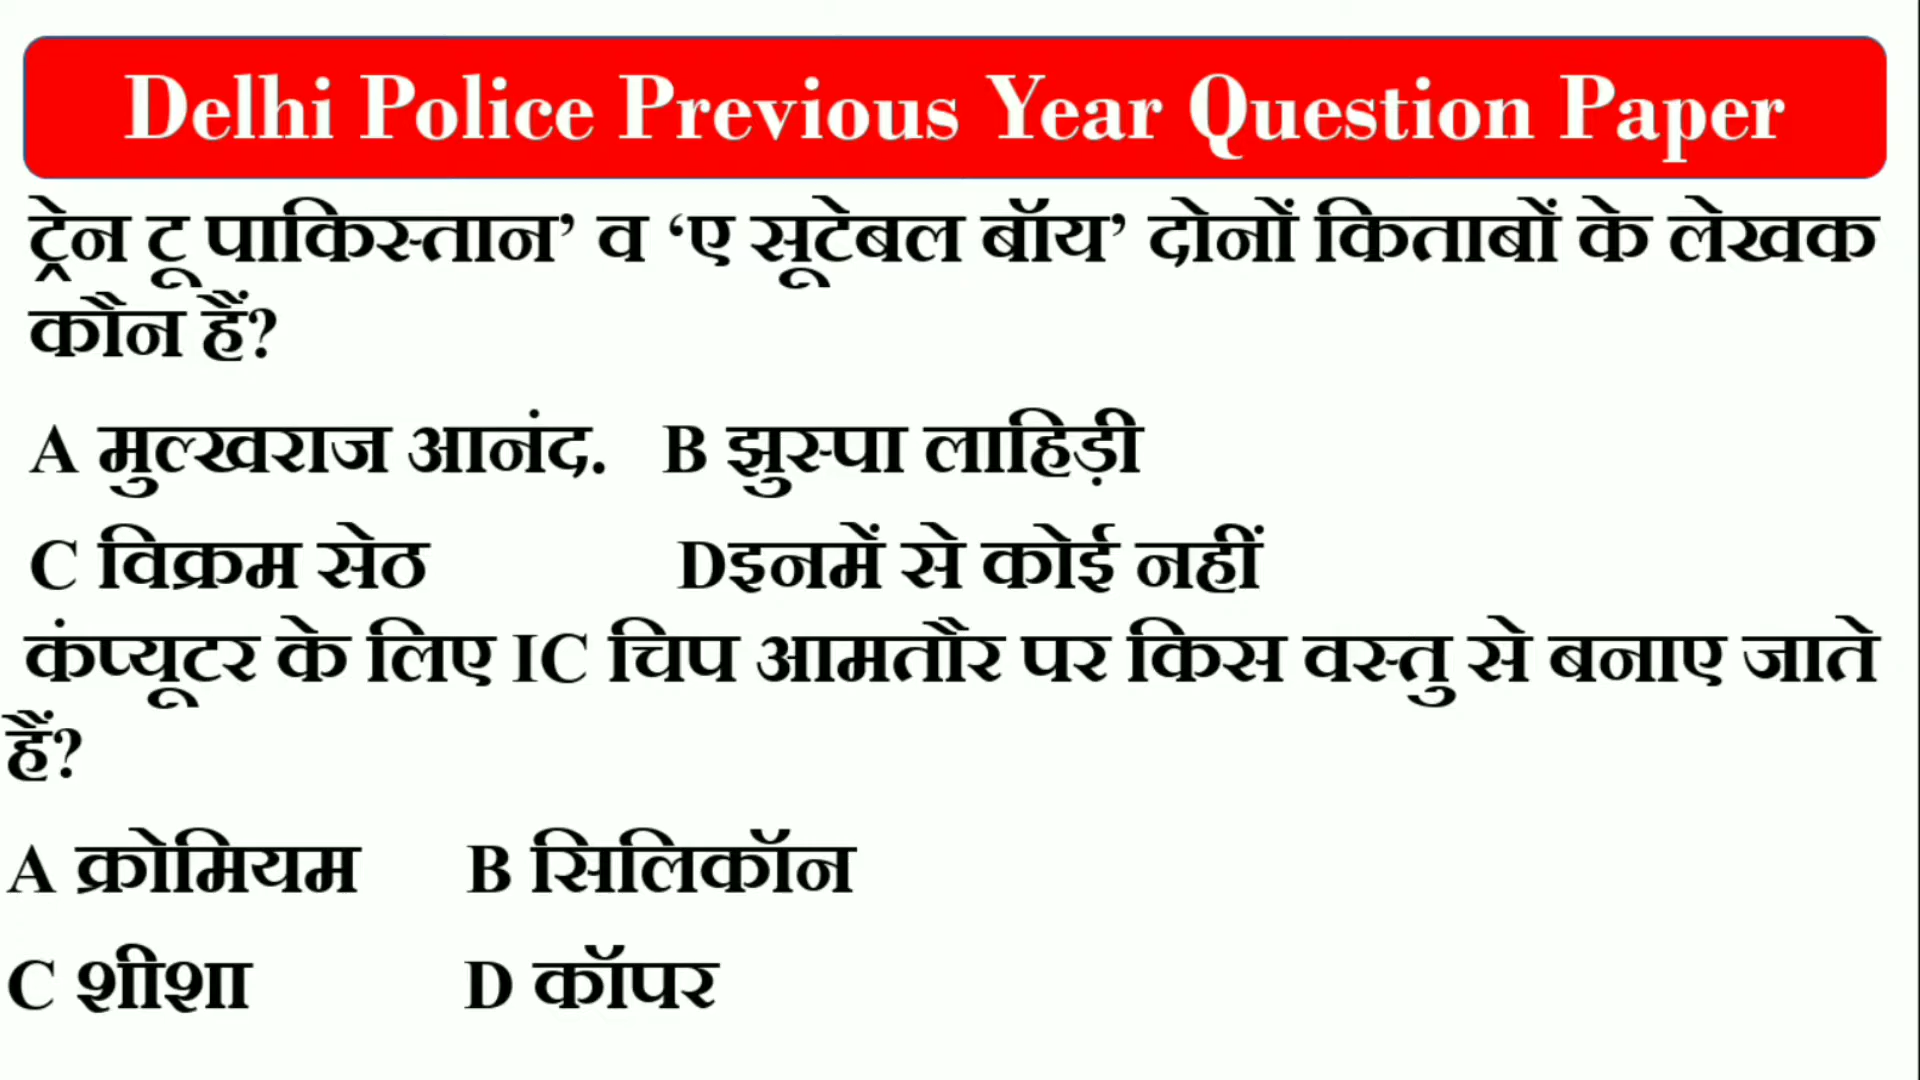 Delhi Police Previous Year Question Paper
ट्रेन टू पाकिस्तान’ व ‘ए सूटेबल बॉय’ दोनों किताबों के लेखक
कौन हैं?
A मुल्खराज आनंद. B झुस्पा लाहिड़ी
C विक्रम सेठ Dइनमें से कोई नहीं
कंप्यूटर के लिए IC चिप आमतौर पर किस वस्तु से बनाए जाते
हैं?
A क्रोमियम B सिलिकॉन
C शीशा D कॉपर